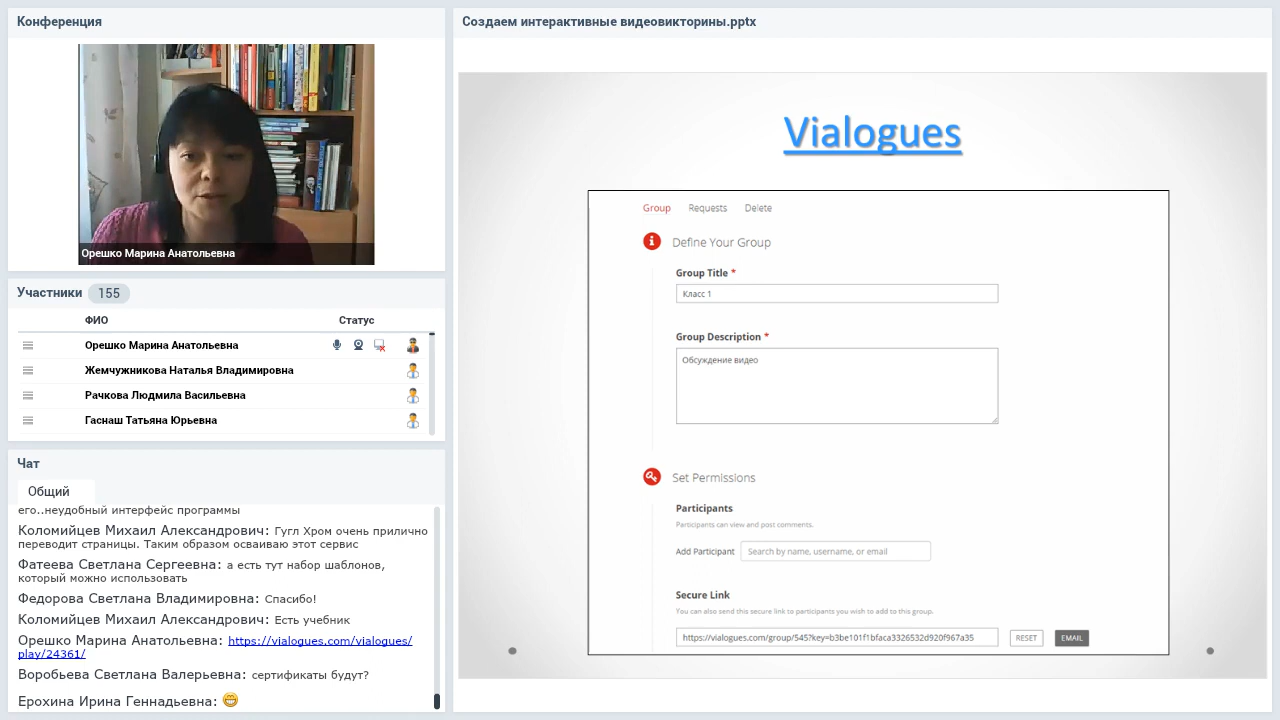 Конференция
Орешко Марина Анатольевна
Участники 155
ФИО Статус
Орешко Марина Анатольевна
Жемчужникова Наталья Владимировна
Рачкова Людмила Васильевна
Гаснаш Татьяна Юрьевна
Чат
Общий
его..неудобный интерфейс программы
Коломийцев Михаил Александрович: Гугл Хром очень прилично
переводит страницы. Таким образом осваиваю этот сервис
Фатеева Светлана Сергеевна: а есть тут набор шаблонов,
который можно использовать
Федорова Светлана Владимировна: Спасибо!
Коломийцев Михаил Александрович: Есть учебник
Орешко Марина Анатольевна: https://vialogues.com/vialogues/
play/24361/
Воробьева Светлана Валерьевна: сертификаты будут?
Ерохина Ирина Геннадьевна:
Создаем интерактивные видеовикторины.pptx
Vialogues
Group Requests Delete
Define Your Group
Group Title *
Класс 1
Group Description *
Обсуждение видео
Set Permissions
Participants
Participants can view and post comments.
Add Participant Search by name, username, or email
Secure Link
You can also send this secure link to participants you wish to add to this group.
https://vialogues.com/group/545?key=b3be101f1bfaca3326532d920f967a35 RESET EMAIL